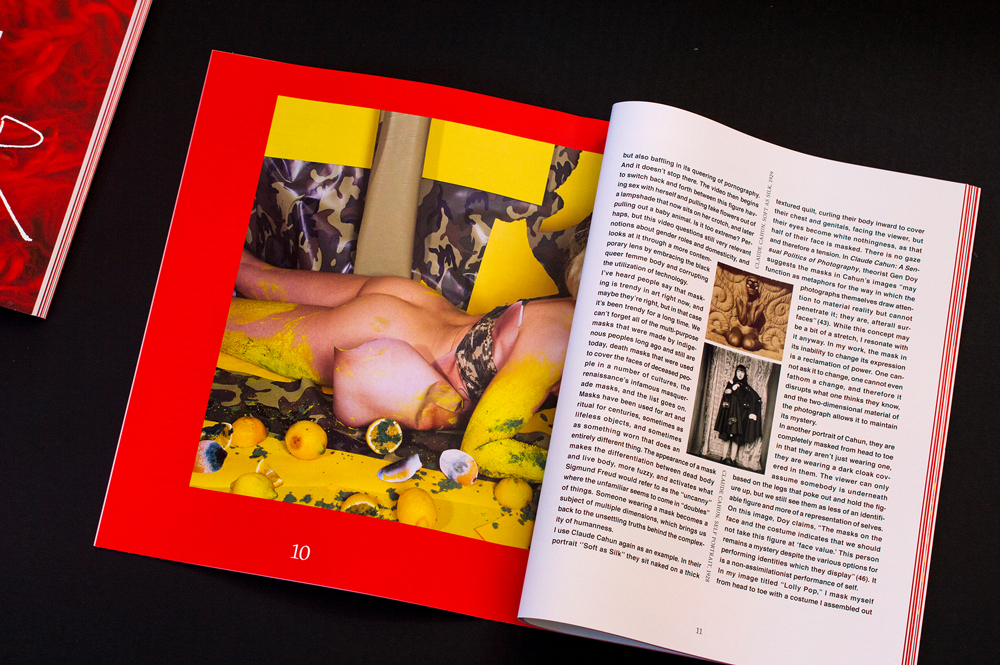 10
but also baffling in its queering of pornography.
And it doesn't stop there. The video then begins
to switch back and forth between this figure hav-
ing sex with herself and pulling fake flowers out of
a lampshade that now sits on her crotch, and later
pulling out a baby animal. Is it too extreme? Per-
haps, but this video questions still very relevant
notions about gender roles and domesticity, and
looks at it through a more contem-
porary lens by embracing the black
queer femme body and corrupting
the utilization of technology.
I've heard people say that mask-
ing is trendy in art right now, and
maybe they're right, but in that case
it's been trendy for a long time. We
can't forget all of the multi-purpose
masks that were made by indige-
nous peoples long ago and still are
today, death masks that were used
to cover the faces of deceased peo-
ple in a number of cultures, the
renaissance's infamous masquer-
ade masks, and the list goes on.
Masks have been used for art and
ritual for centuries, sometimes as
lifeless objects, and sometimes
as something worn that does an
entirely different thing. The appearance of a mask
makes the differentiation between dead body
and live body, more fuzzy, and activates what
Sigmund Freud would refer to as the "uncanny"
where the unfamiliar seems to come in "doubles"
of things. Someone wearing a mask becomes a
subject of multiple dimensions, which brings us
back to the unsettling truths behind the complex-
ity of humanness.
I use Claude Cahun again as an example. In their
portrait "Soft as Silk" they sit naked on a thick
CLAUDE CAHUN, SOFT AS SILK, 1929
CLAUDE CAHUN, SELF PORTRAIT, 1928
textured quilt, curling their body inward to cover
their chest and genitals, facing the viewer, but
their eyes become white nothingness, as that
half of their face is masked. There is no gaze
and therefore a tension. In Claude Cahun: A Sen-
sual Politics of Photography, theorist Gen Doy
suggests the masks in Cahun's images "may
function as metaphors for the way in which the
photographs themselves draw atten-
tion to material reality but cannot
penetrate it; they are, afterall sur-
faces" (43). While this concept may
be a bit of a stretch, I resonate with
it anyway. In my work, the mask in
its inability to change its expression
is a reclamation of power. One can-
not ask it to change, one cannot even
fathom a change, and therefore it
disrupts what one thinks they know,
and the two-dimensional material of
the photograph allows it to maintain
its mystery.
In another portrait of Cahun, they are
completely masked from head to toe
in that they aren't just wearing one,
they are wearing a dark cloak cov-
ered in them. The viewer can only
assume somebody is underneath
based on the legs that poke out and hold the fig-
ure up, but we still see them as less of an identifi-
able figure and more of a representation of selves.
On this image, Doy claims, "The masks on the
face and the costume indicates that we should
not take this figure at 'face value.' This person
remains a mystery despite the various options for
performing identities which they display" (46). It
is a non-assimilationist performance of self.
In my image titled "Lolly Pop," I mask myself
from head to toe with a costume I assembled out
11